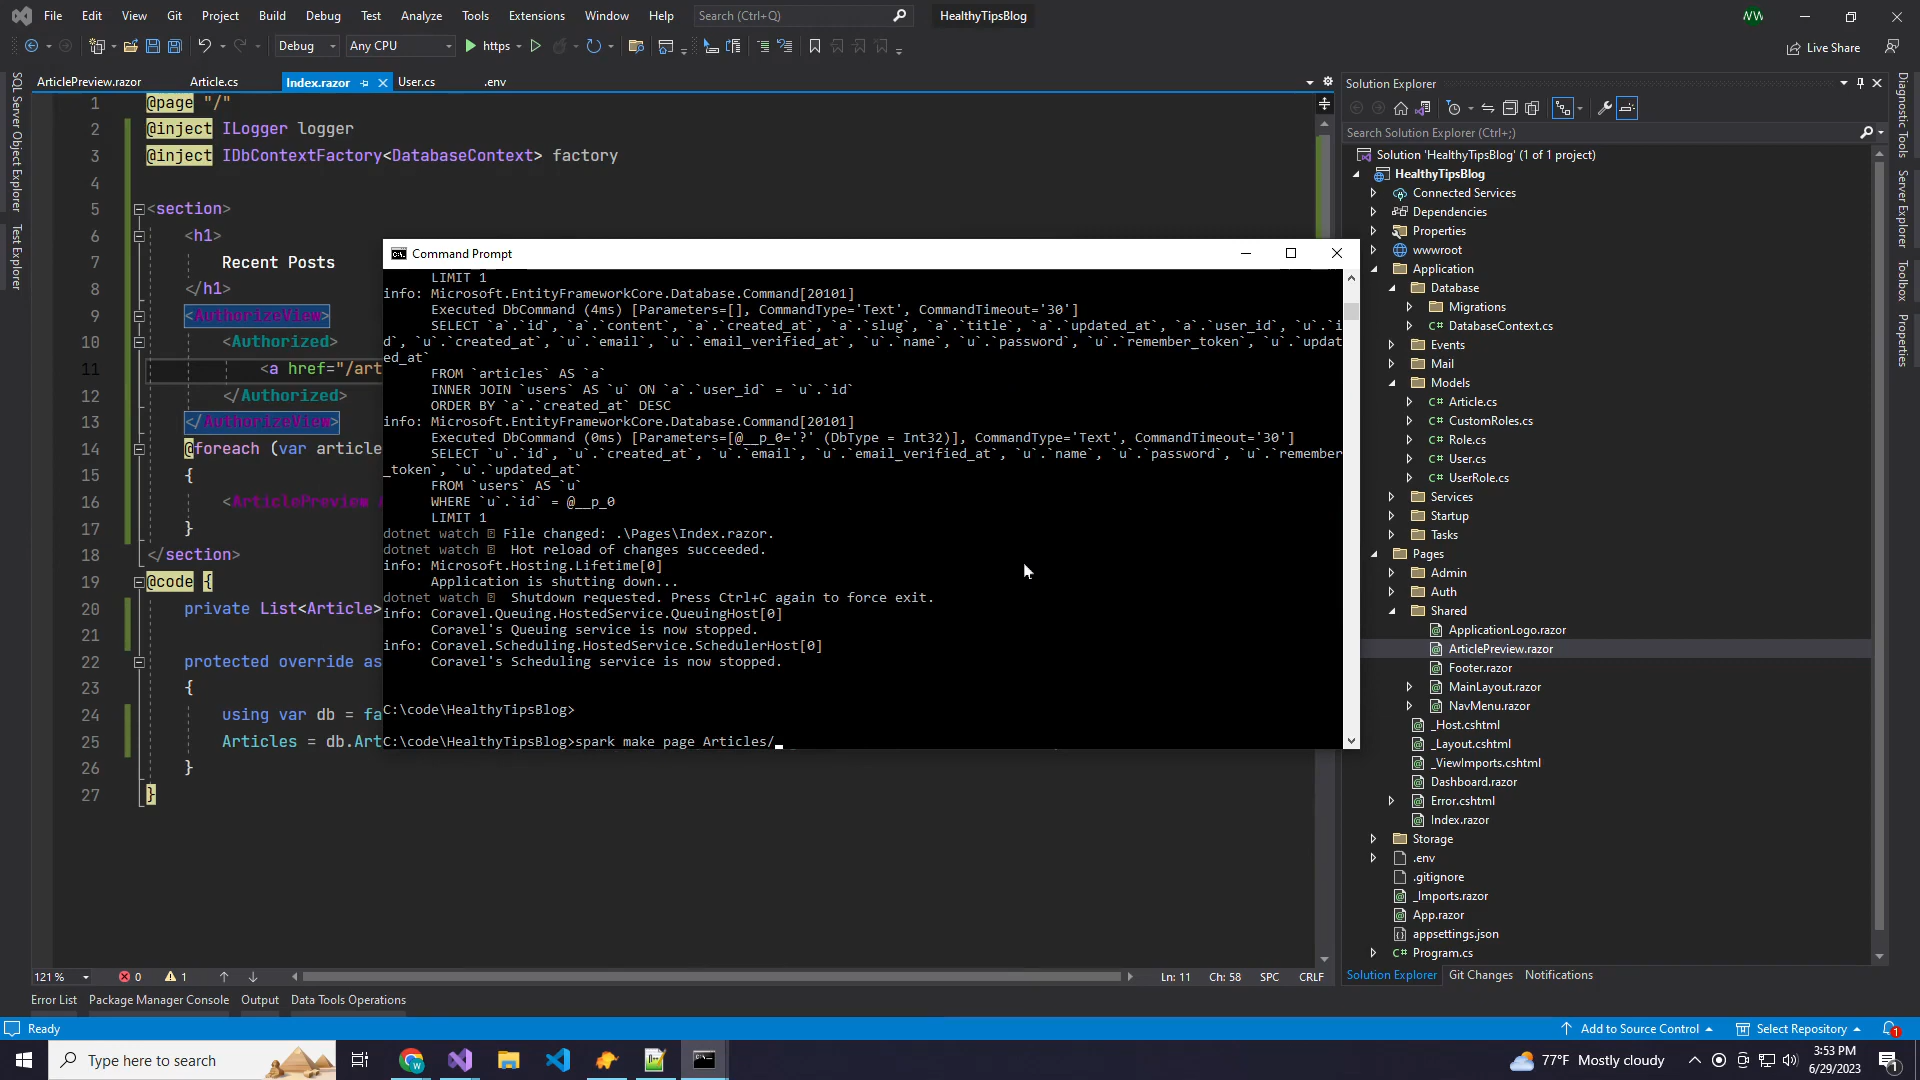 File Edit View Git Project Build Debug Test Analyze Tools Extensions Window Help Search (Ctrl+Q) HealthyTipsBlog WW
Debug Any CPU https Live Share
ArticlePreview.razor Article.cs Index.razor User.cs .env
SQL Server Object Explorer
Test Explorer
1 @page "/"
2 @inject ILogger logger
3 @inject IDbContextFactory<DatabaseContext> factory
4
5 <section>
6 <h1>
7 Recent Posts
8 </h1>
9 <AuthorizeView>
10 <Authorized>
11 <a href="/art
12 </Authorized>
13 </AuthorizeView>
14 @foreach (var article
15 {
16 <ArticlePreview
17 }
18 </section>
19 @code {
20 private List<Article>
21
22 protected override as
23 {
24 using var db = fa
25 Articles = db.Art
26 }
27 }
Command Prompt
LIMIT 1
info: Microsoft.EntityFrameworkCore.Database.Command[20101]
Executed DbCommand (4ms) [Parameters=[], CommandType='Text', CommandTimeout='30']
SELECT `a`.`id`, `a`.`content`, `a`.`created_at`, `a`.`slug`, `a`.`title`, `a`.`updated_at`, `a`.`user_id`, `u`.`i
d`, `u`.`created_at`, `u`.`email`, `u`.`email_verified_at`, `u`.`name`, `u`.`password`, `u`.`remember_token`, `u`.`updat
ed_at`
FROM `articles` AS `a`
INNER JOIN `users` AS `u` ON `a`.`user_id` = `u`.`id`
ORDER BY `a`.`created_at` DESC
info: Microsoft.EntityFrameworkCore.Database.Command[20101]
Executed DbCommand (0ms) [Parameters=[@__p_0='?' (DbType = Int32)], CommandType='Text', CommandTimeout='30']
SELECT `u`.`id`, `u`.`created_at`, `u`.`email`, `u`.`email_verified_at`, `u`.`name`, `u`.`password`, `u`.`remember
_token`, `u`.`updated_at`
FROM `users` AS `u`
WHERE `u`.`id` = @__p_0
LIMIT 1
dotnet watch File changed: .\Pages\Index.razor.
dotnet watch Hot reload of changes succeeded.
info: Microsoft.Hosting.Lifetime[0]
Application is shutting down...
dotnet watch Shutdown requested. Press Ctrl+C again to force exit.
info: Coravel.Queuing.HostedService.QueuingHost[0]
Coravel's Queuing service is now stopped.
info: Coravel.Scheduling.HostedService.SchedulerHost[0]
Coravel's Scheduling service is now stopped.
C:\code\HealthyTipsBlog>
C:\code\HealthyTipsBlog>spark make page Articles/
Solution Explorer
Search Solution Explorer (Ctrl+;)
Solution 'HealthyTipsBlog' (1 of 1 project)
HealthyTipsBlog
Connected Services
Dependencies
Properties
wwwroot
Application
Database
Migrations
C# DatabaseContext.cs
Events
Mail
Models
C# Article.cs
C# CustomRoles.cs
C# Role.cs
C# User.cs
C# UserRole.cs
Services
Startup
Tasks
Pages
Admin
Auth
Shared
ApplicationLogo.razor
ArticlePreview.razor
Footer.razor
MainLayout.razor
NavMenu.razor
_Host.cshtml
_Layout.cshtml
_ViewImports.cshtml
Dashboard.razor
Error.cshtml
Index.razor
Storage
.env
.gitignore
_Imports.razor
App.razor
appsettings.json
C# Program.cs
Solution Explorer Git Changes Notifications
Diagnostic Tools
Server Explorer
Toolbox
Properties
121 % 0 1 Ln: 11 Ch: 58 SPC CRLF
Error List Package Manager Console Output Data Tools Operations
Ready Add to Source Control Select Repository 1
Type here to search 77°F Mostly cloudy 3:53 PM
6/29/2023 1